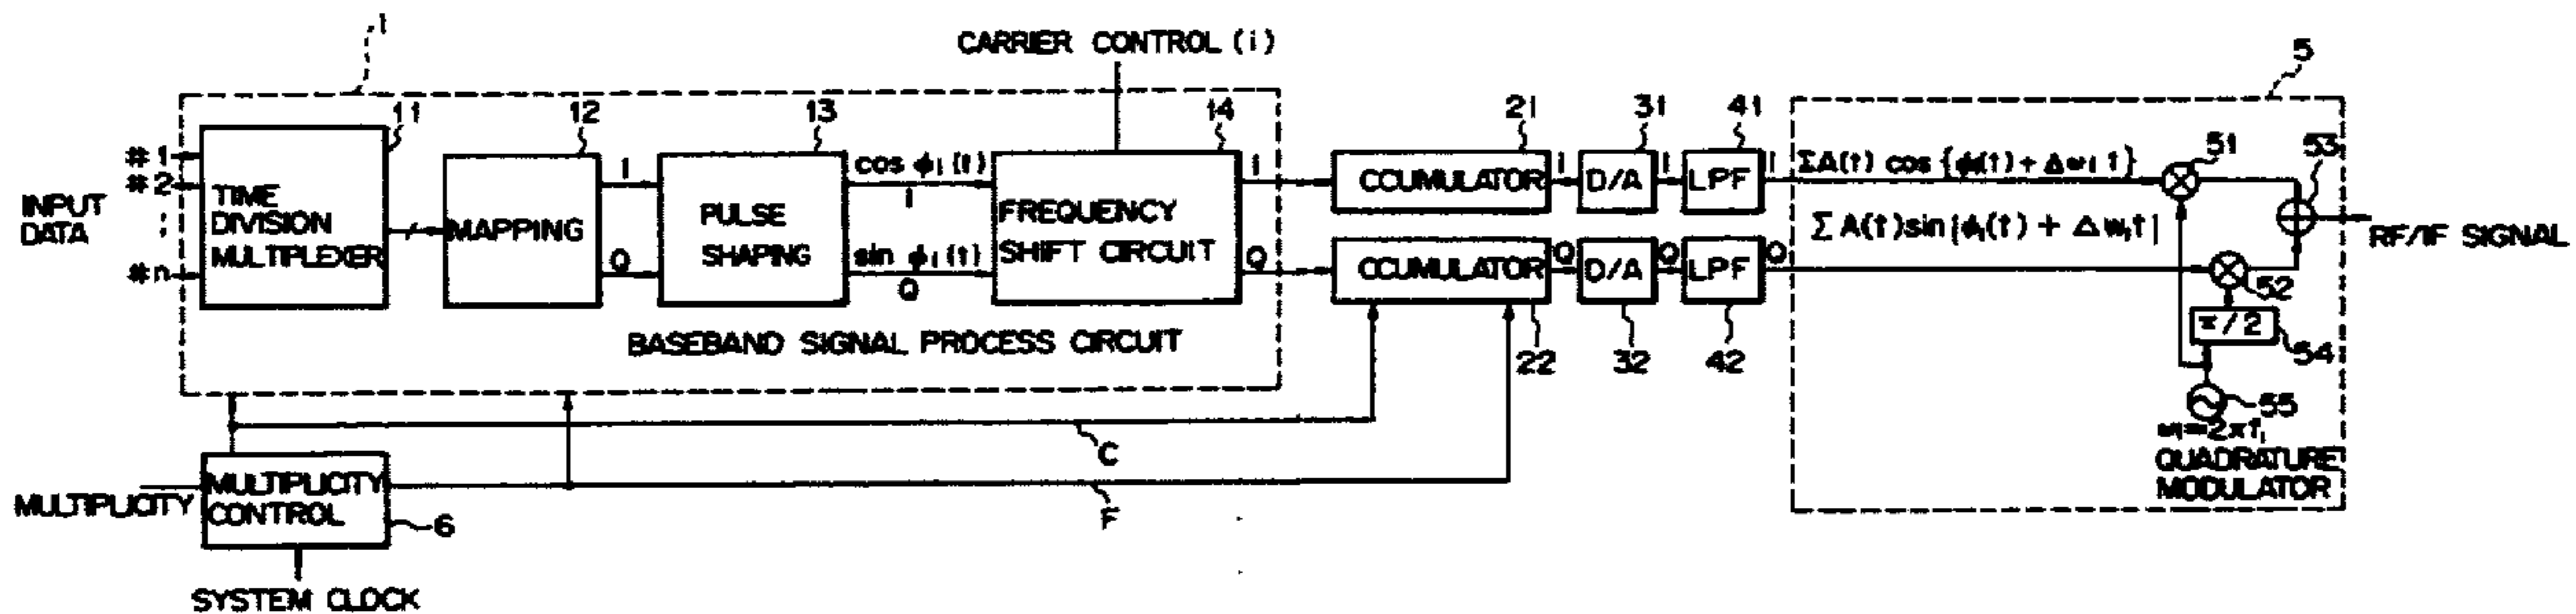 1
CARRIER CONTROL (i)
5
11
12
13
14
21
31
41
INPUT DATA
#1
#2
:
#n
TIME DIVISION MULTIPLEXER
MAPPING
I
Q
PULSE SHAPING
cos ϕi(t)
I
sin ϕi(t)
Q
FREQUENCY SHIFT CIRCUIT
I
Q
CCUMULATOR
I
D/A
I
LPF
I
ΣA(t) cos {ϕi(t) + Δwi t}
51
53
CCUMULATOR
Q
D/A
Q
LPF
Q
ΣA(t)sin|ϕi(t) + Δwit|
52
RF/IF SIGNAL
π/2
54
55
BASEBAND SIGNAL PROCESS CIRCUIT
22
32
42
C
F
MULTIPLICITY
MULTIPLICITY CONTROL
6
SYSTEM CLOCK
QUADRATURE
MODULATOR